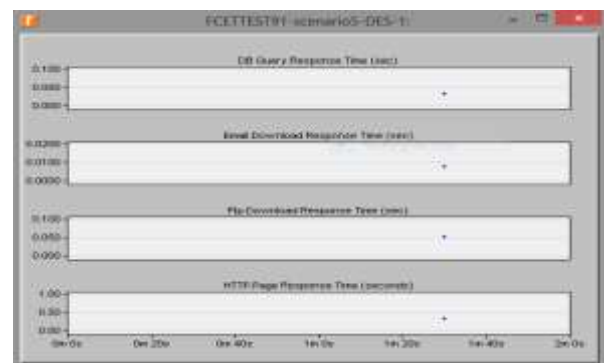 FCETTEST91-scenario5-DES-1:
DB Query Response Time (sec)
0.100
0.000
Email Download Response Time (sec)
0.0200
0.0100
0.0000
Ftp Download Response Time (sec)
0.100
0.050
0.000
HTTP Page Response Time (seconds)
1.00
0.50
0.00
0m 0s 0m 20s 0m 40s 1m 0s 1m 20s 1m 40s 2m 0s